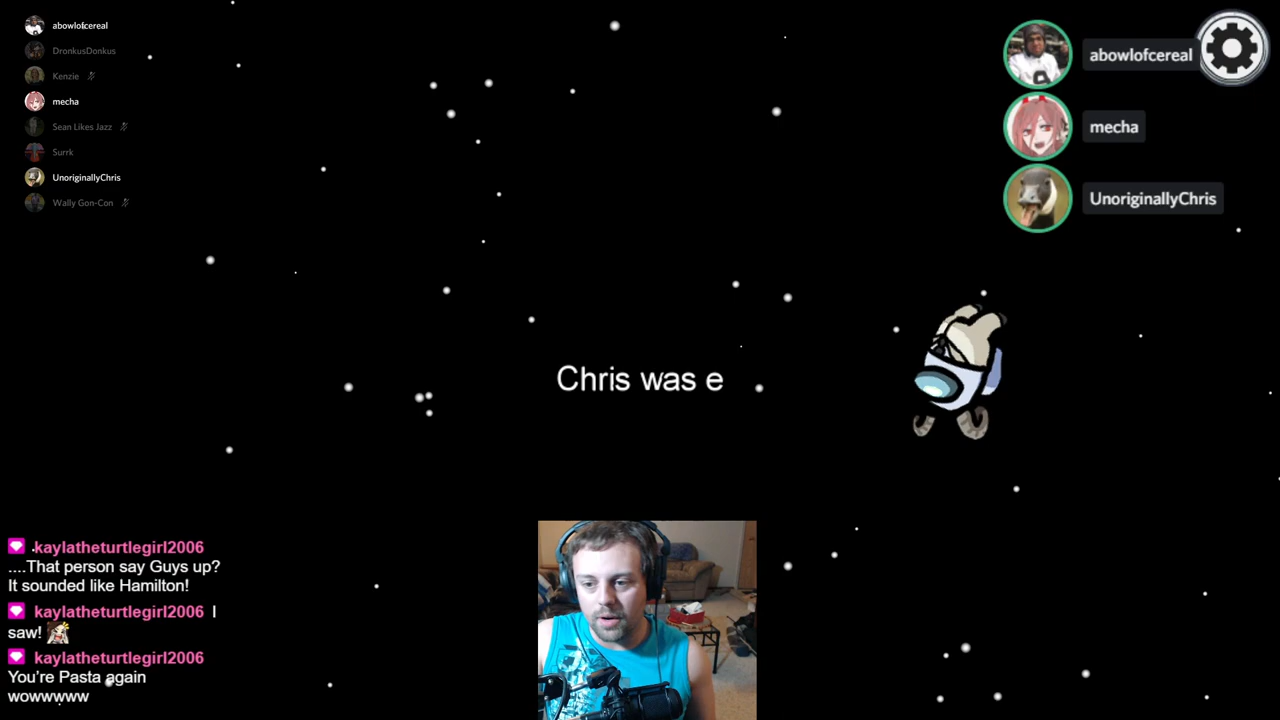 abowlofcereal
DronkusDonkus
Kenzie
mecha
Sean Likes Jazz
Surrk
UnoriginallyChris
Wally Gon-Con
abowlofcereal
mecha
UnoriginallyChris
Chris was e
kaylatheturtlegirl2006
....That person say Guys up?
It sounded like Hamilton!
kaylatheturtlegirl2006 I
saw!
kaylatheturtlegirl2006
You're Pasta again
wowwwww